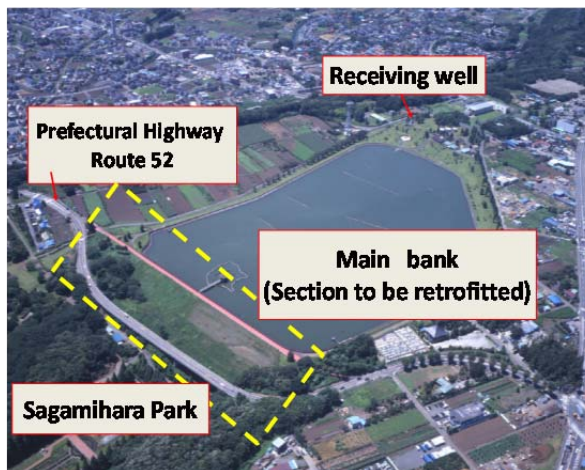 Receiving well
Prefectural Highway
Route 52
Main bank
(Section to be retrofitted)
Sagamihara Park